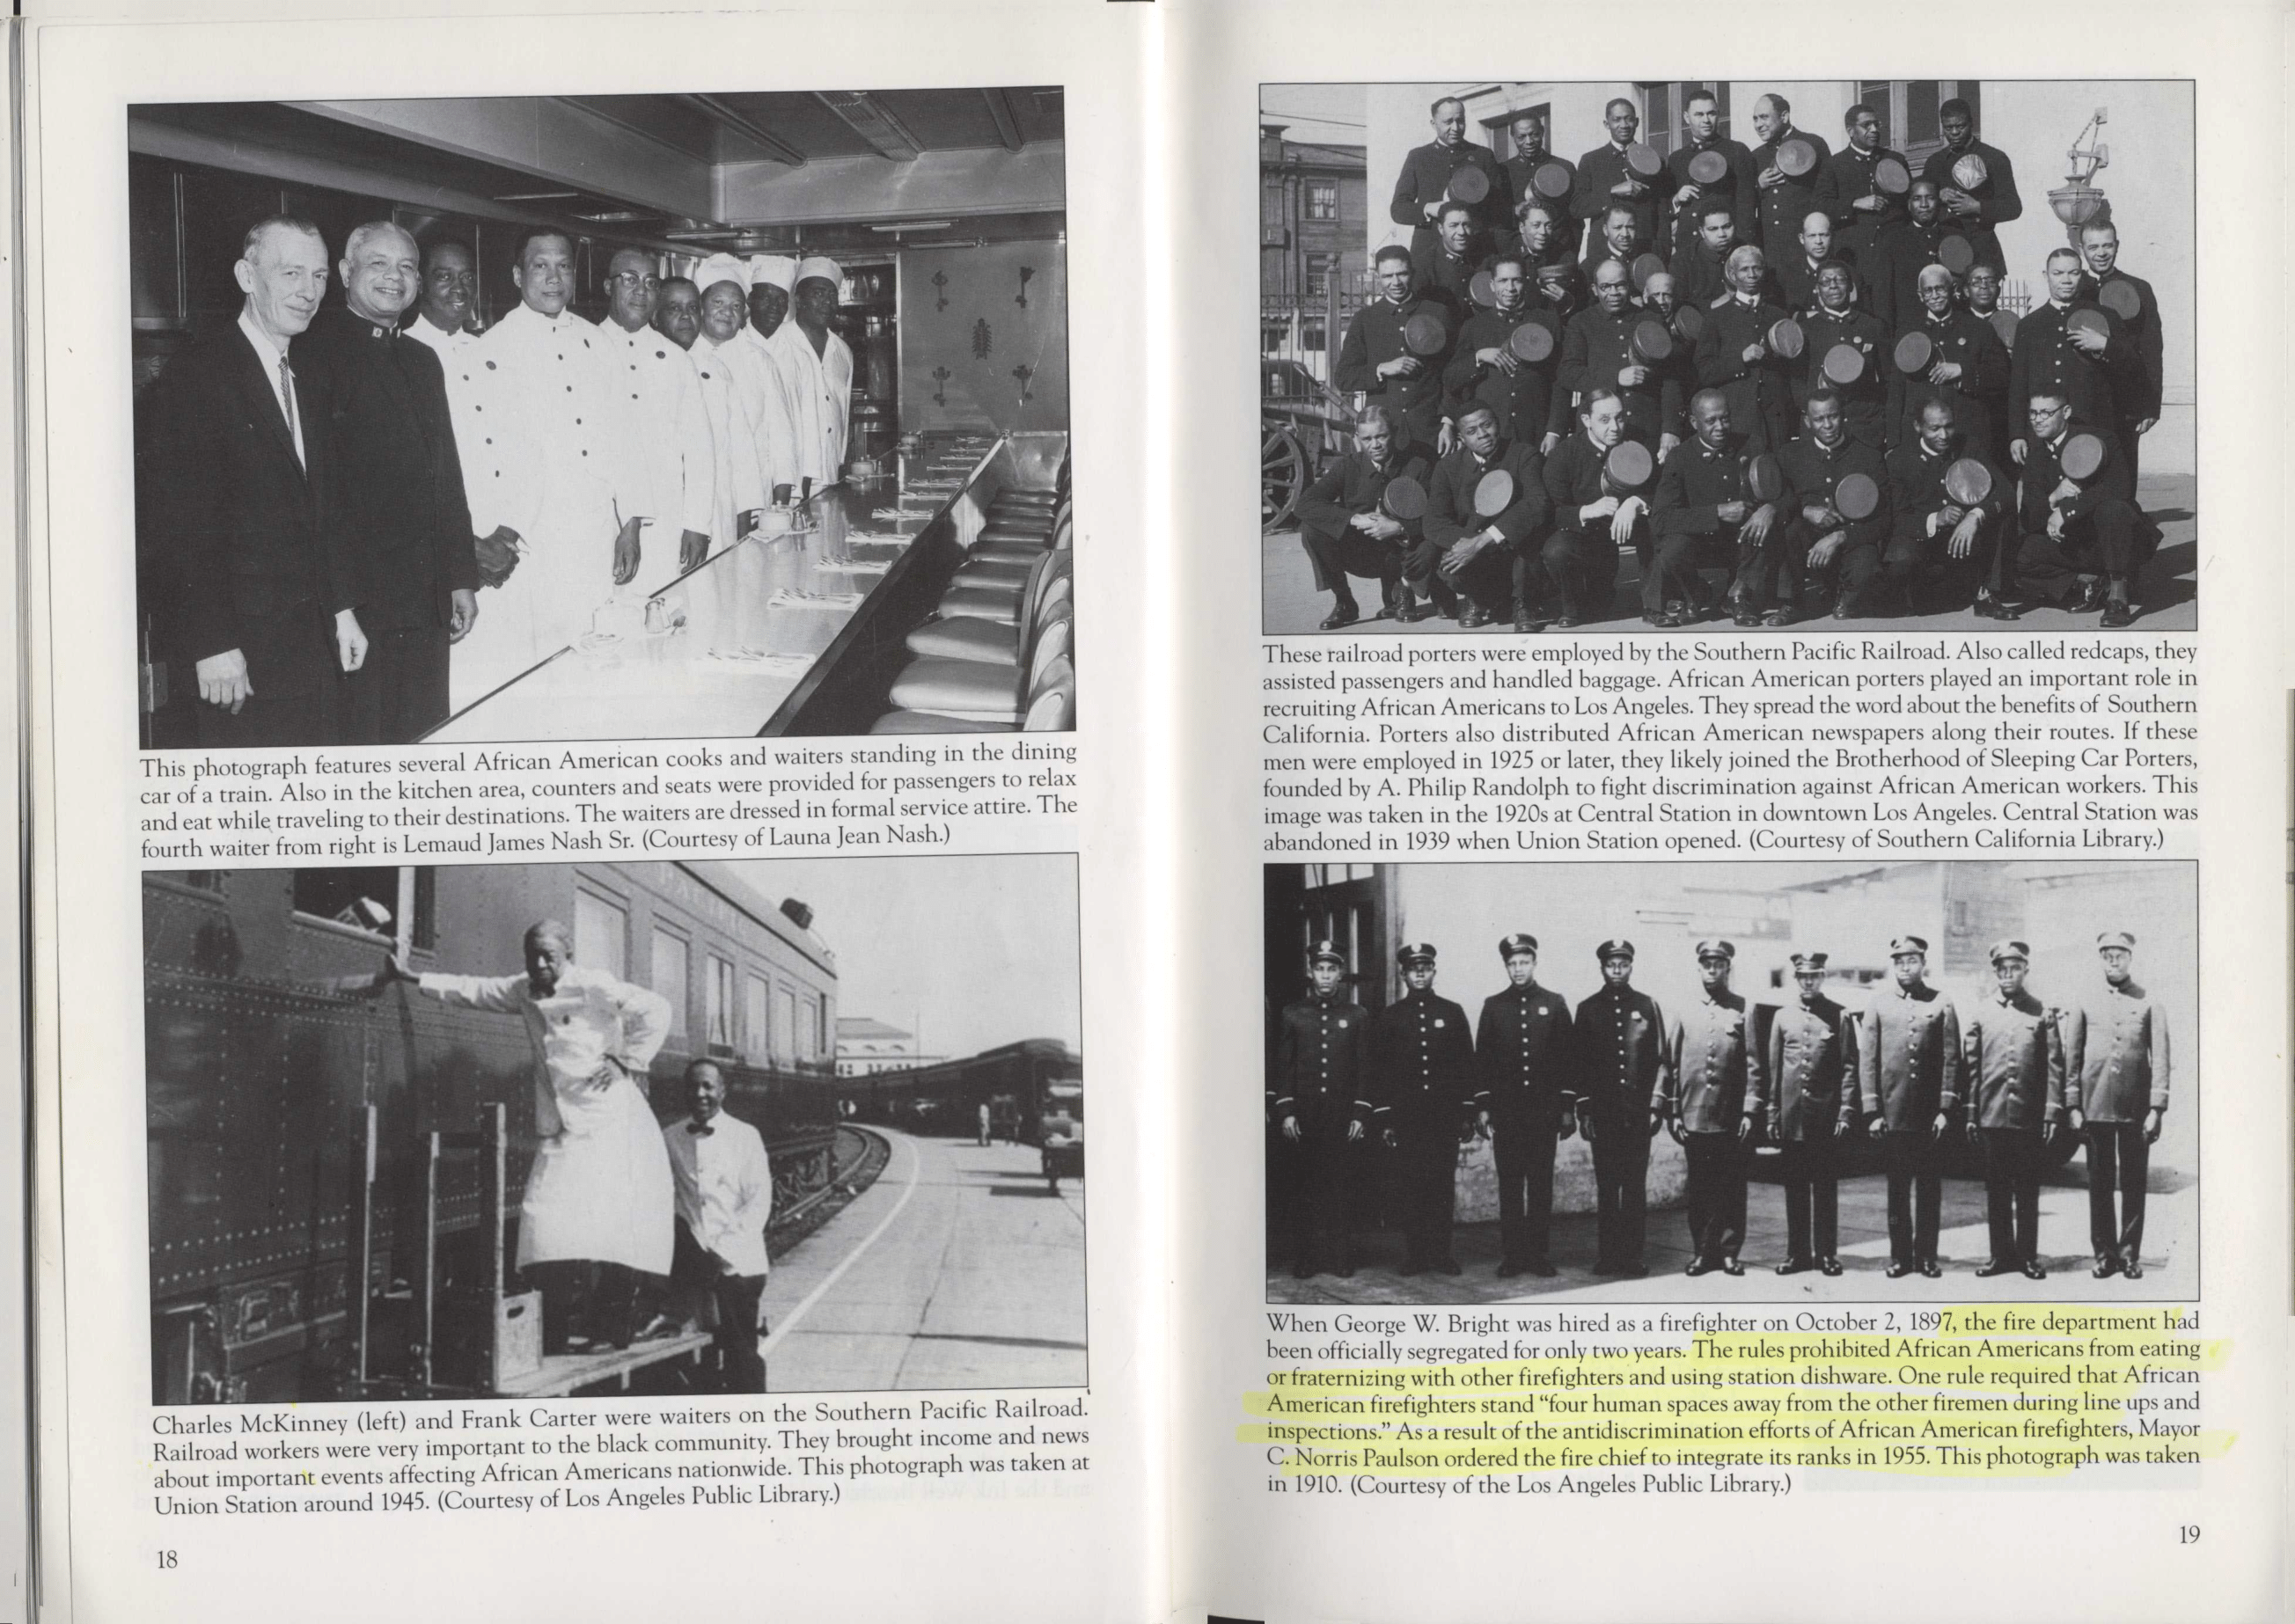 This photograph features several African American cooks and waiters standing in the dining
car of a train. Also in the kitchen area, counters and seats were provided for passengers to relax
and eat while traveling to their destinations. The waiters are dressed in formal service attire. The
fourth waiter from right is Lemaud James Nash Sr. (Courtesy of Launa Jean Nash.)
Charles McKinney (left) and Frank Carter were waiters on the Southern Pacific Railroad.
Railroad workers were very important to the black community. They brought income and news
about important events affecting African Americans nationwide. This photograph was taken at
Union Station around 1945. (Courtesy of Los Angeles Public Library.)
18
These railroad porters were employed by the Southern Pacific Railroad. Also called redcaps, they
assisted passengers and handled baggage. African American porters played an important role in
recruiting African Americans to Los Angeles. They spread the word about the benefits of Southern
California. Porters also distributed African American newspapers along their routes. If these
men were employed in 1925 or later, they likely joined the Brotherhood of Sleeping Car Porters,
founded by A. Philip Randolph to fight discrimination against African American workers. This
image was taken in the 1920s at Central Station in downtown Los Angeles. Central Station was
abandoned in 1939 when Union Station opened. (Courtesy of Southern California Library.)
When George W. Bright was hired as a firefighter on October 2, 1897, the fire department had
been officially segregated for only two years. The rules prohibited African Americans from eating
or fraternizing with other firefighters and using station dishware. One rule required that African
American firefighters stand “four human spaces away from the other firemen during line ups and
inspections.” As a result of the antidiscrimination efforts of African American firefighters, Mayor
C. Norris Paulson ordered the fire chief to integrate its ranks in 1955. This photograph was taken
in 1910. (Courtesy of the Los Angeles Public Library.)
19